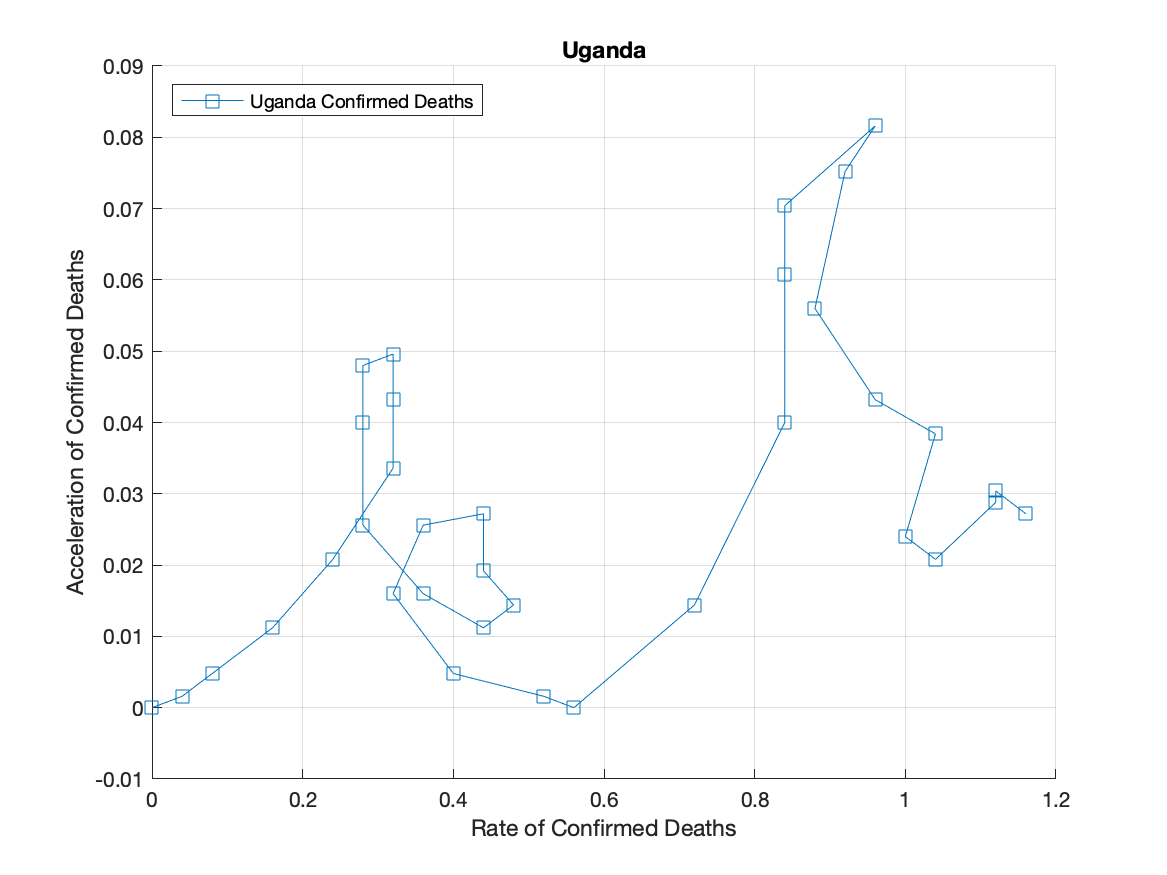 Uganda
Uganda Confirmed Deaths
0.09
0.08
0.07
0.06
0.05
0.04
0.03
0.02
0.01
0
-0.01
Acceleration of Confirmed Deaths
0 0.2 0.4 0.6 0.8 1 1.2
Rate of Confirmed Deaths